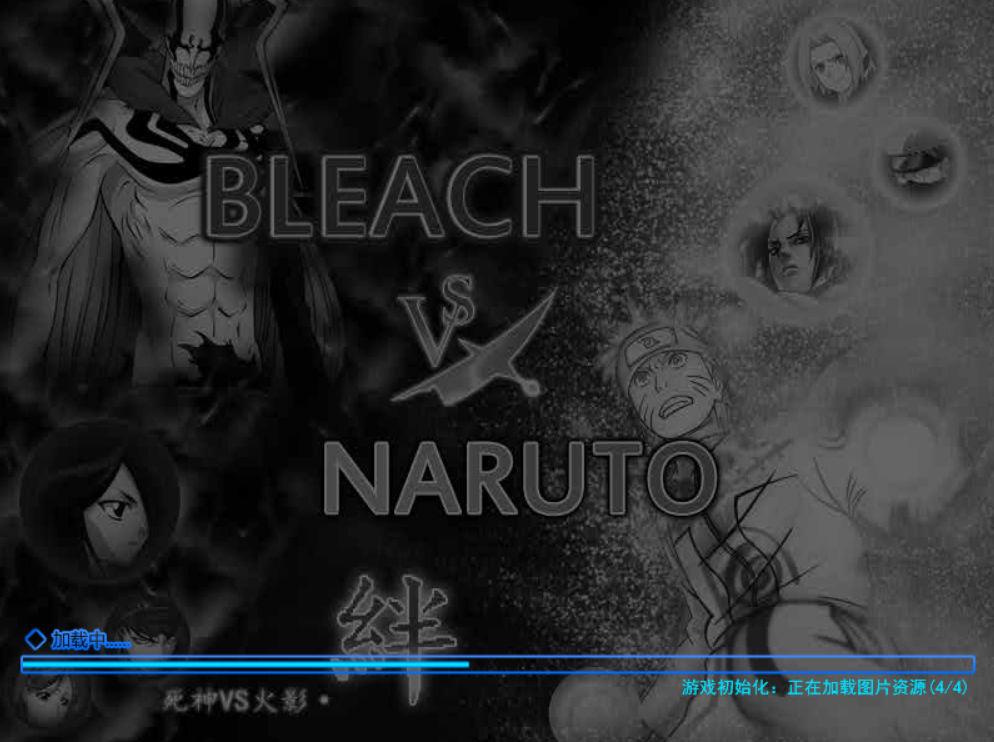 BLEACH
VS
NARUTO
絆
加载中......
游戏初始化：正在加载图片资源(4/4)
死神VS火影·